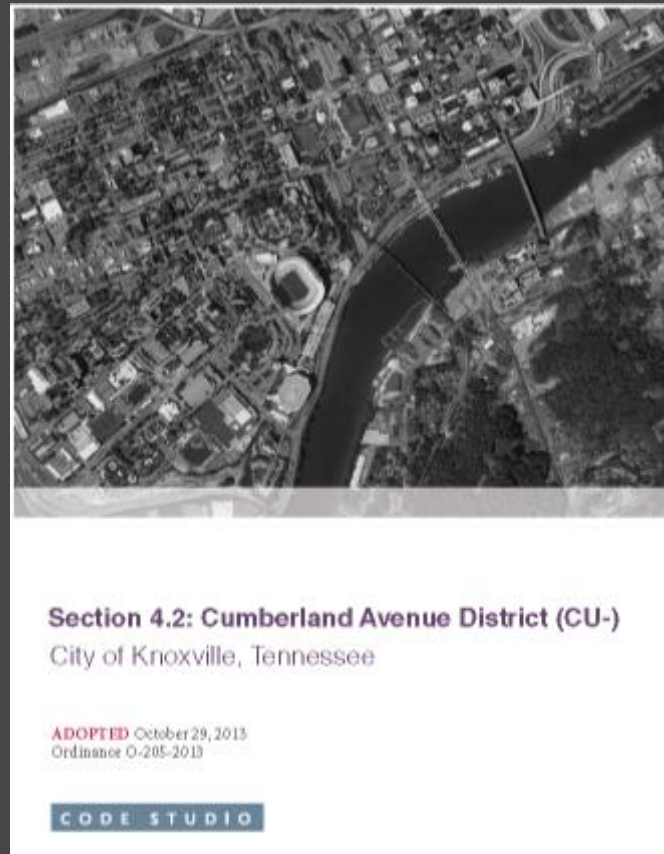 Section 4.2: Cumberland Avenue District (CU-)
City of Knoxville, Tennessee
ADOPTED October 29, 2013
Ordinance O-205-2013
CODE STUDIO